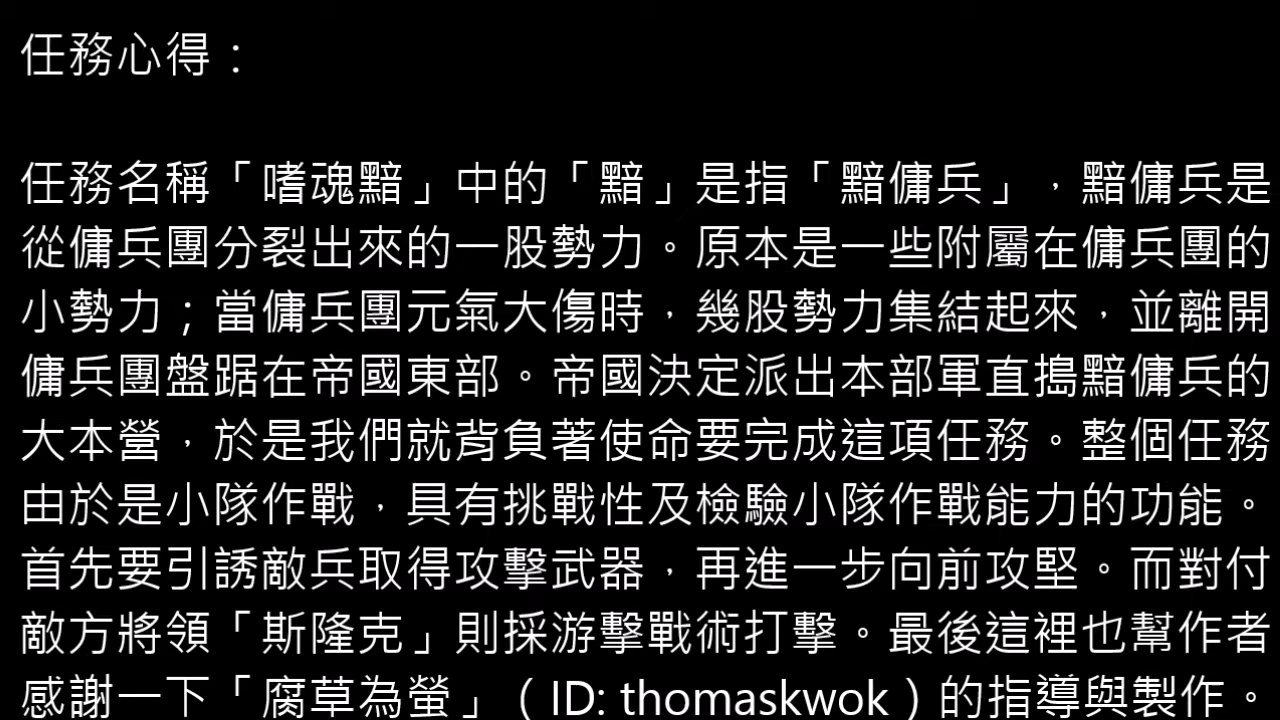 任務心得：
任務名稱「嗜魂黯」中的「黯」是指「黯傭兵」，黯傭兵是
從傭兵團分裂出來的一股勢力。原本是一些附屬在傭兵團的
小勢力；當傭兵團元氣大傷時，幾股勢力集結起來，並離開
傭兵團盤踞在帝國東部。帝國決定派出本部軍直搗黯傭兵的
大本營，於是我們就背負著使命要完成這項任務。整個任務
由於是小隊作戰，具有挑戰性及檢驗小隊作戰能力的功能。
首先要引誘敵兵取得攻擊武器，再進一步向前攻堅。而對付
敵方將領「斯隆克」則採游擊戰術打擊。最後這裡也幫作者
感謝一下「腐草為螢」（ID: thomaskwok）的指導與製作。